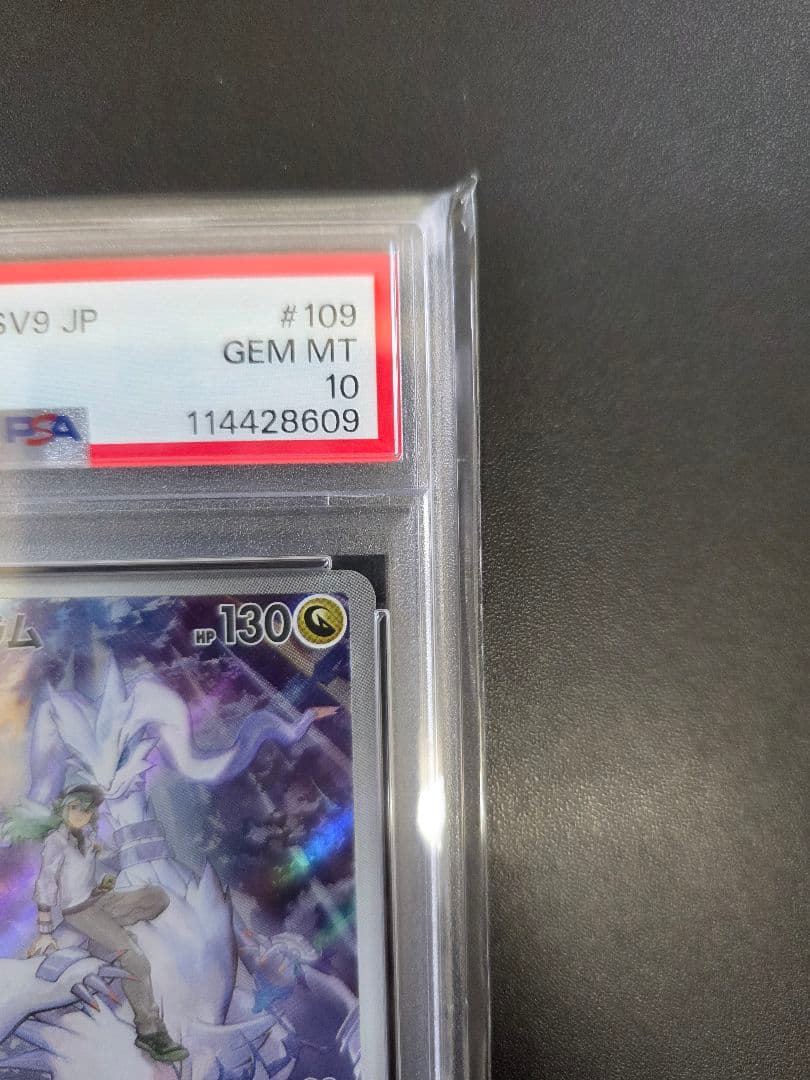 SV9 JP
#109
GEM MT
10
PSA
114428609
ム
HP 130